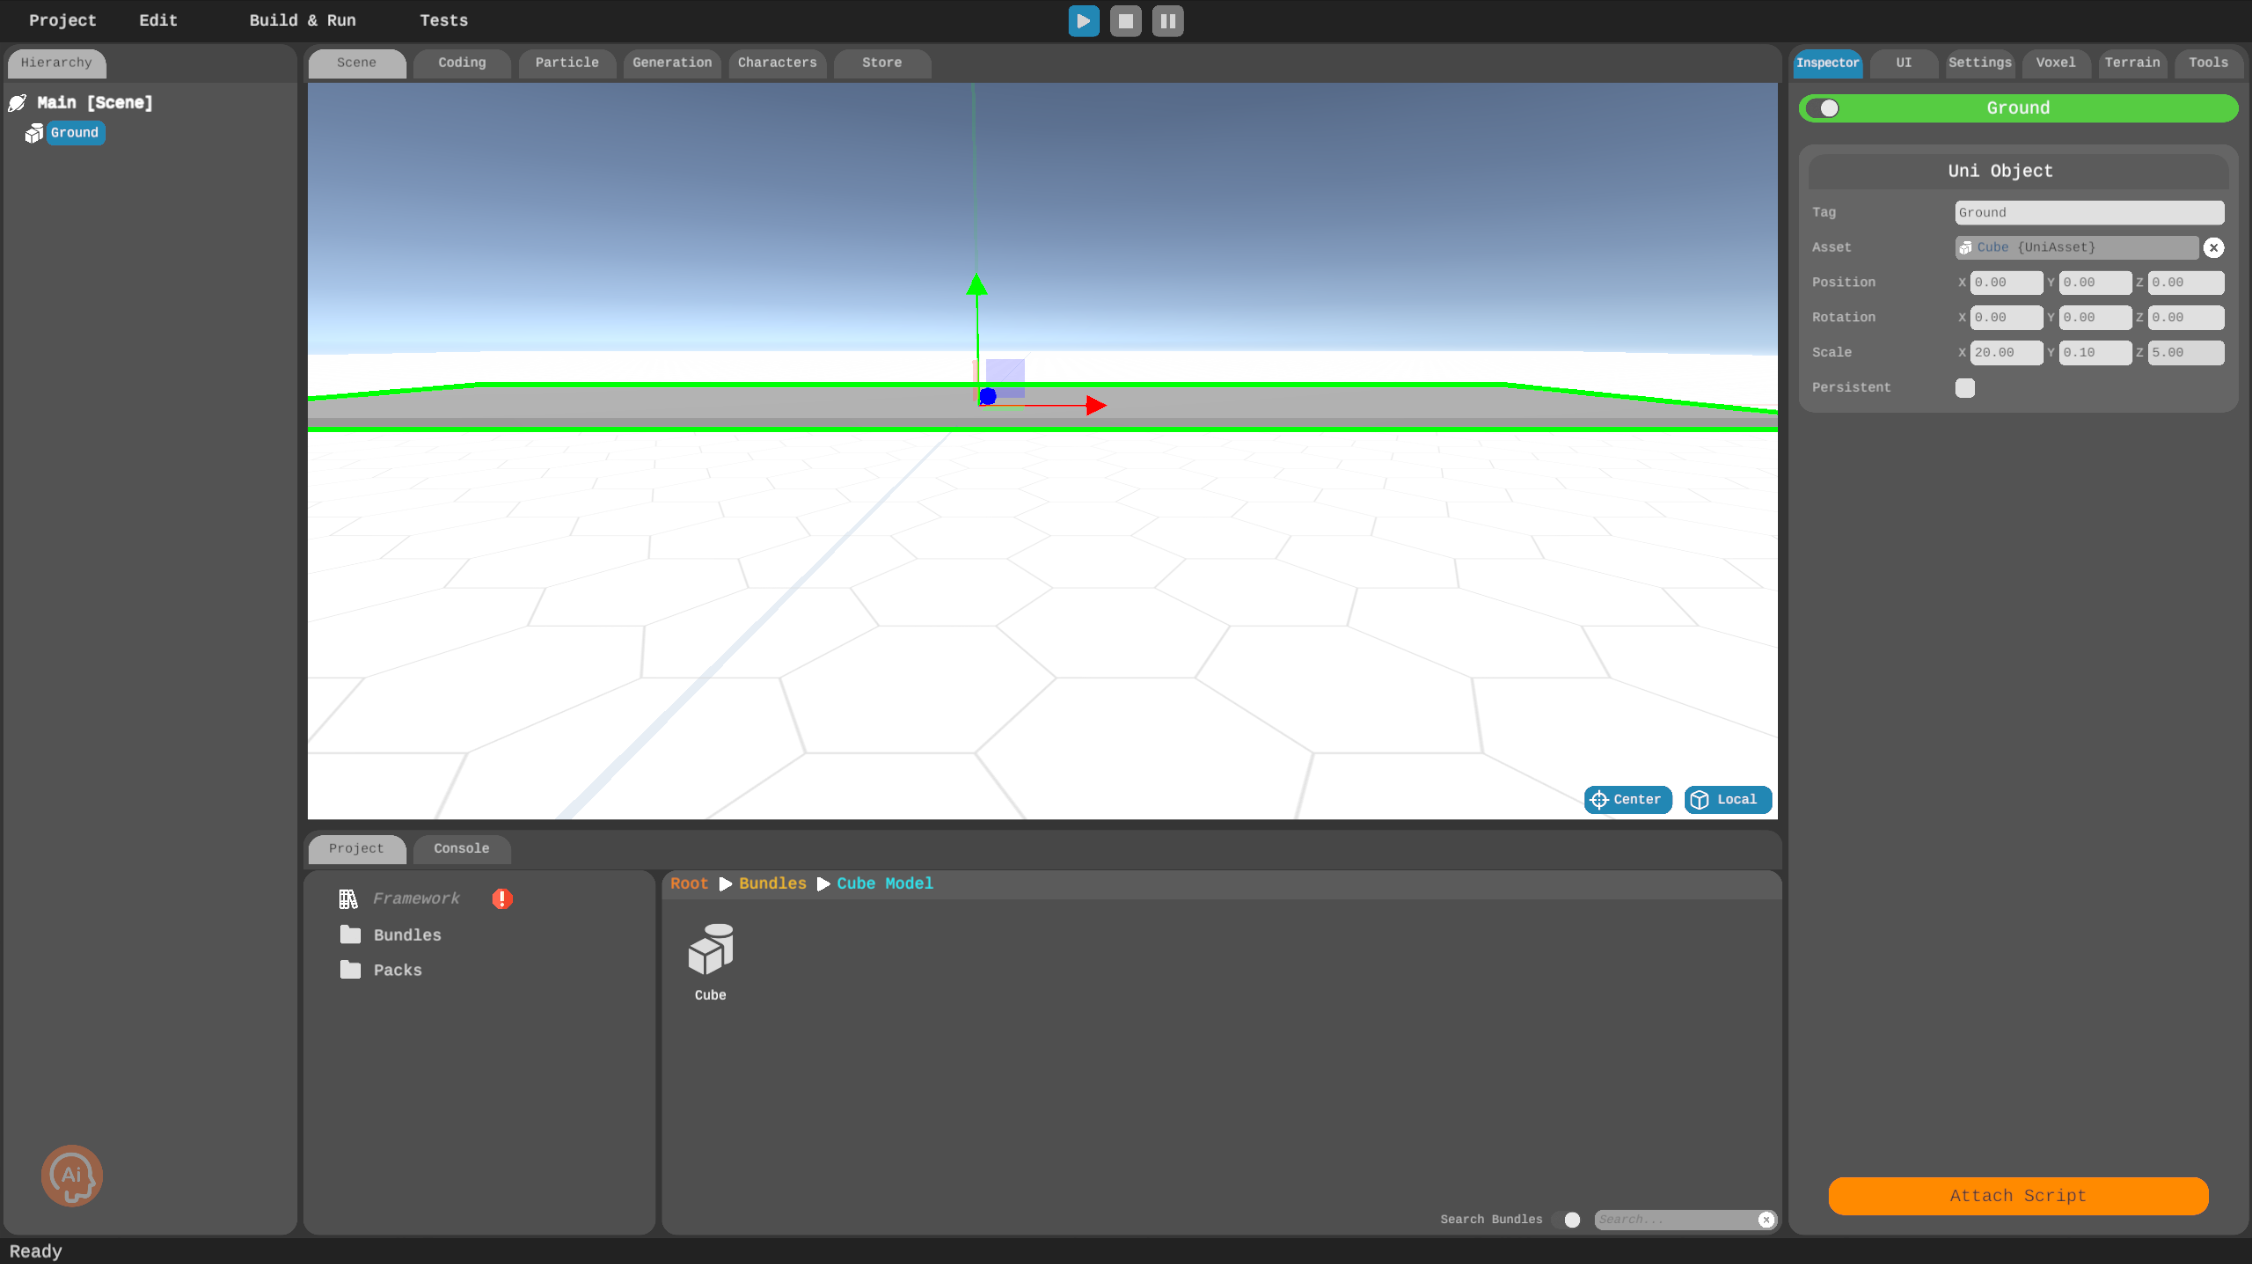 Project Edit Build & Run Tests
Hierarchy
Main [Scene]
Ground
Scene Coding Particle Generation Characters Store
Center Local
Project Console
Framework
Bundles
Packs
Root Bundles Cube Model
Cube
Search Bundles Search...
Inspector UI Settings Voxel Terrain Tools
Ground
Uni Object
Tag Ground
Asset Cube {UniAsset}
Position X 0.00 Y 0.00 Z 0.00
Rotation X 0.00 Y 0.00 Z 0.00
Scale X 20.00 Y 0.10 Z 5.00
Persistent
Attach Script
Ai
Ready